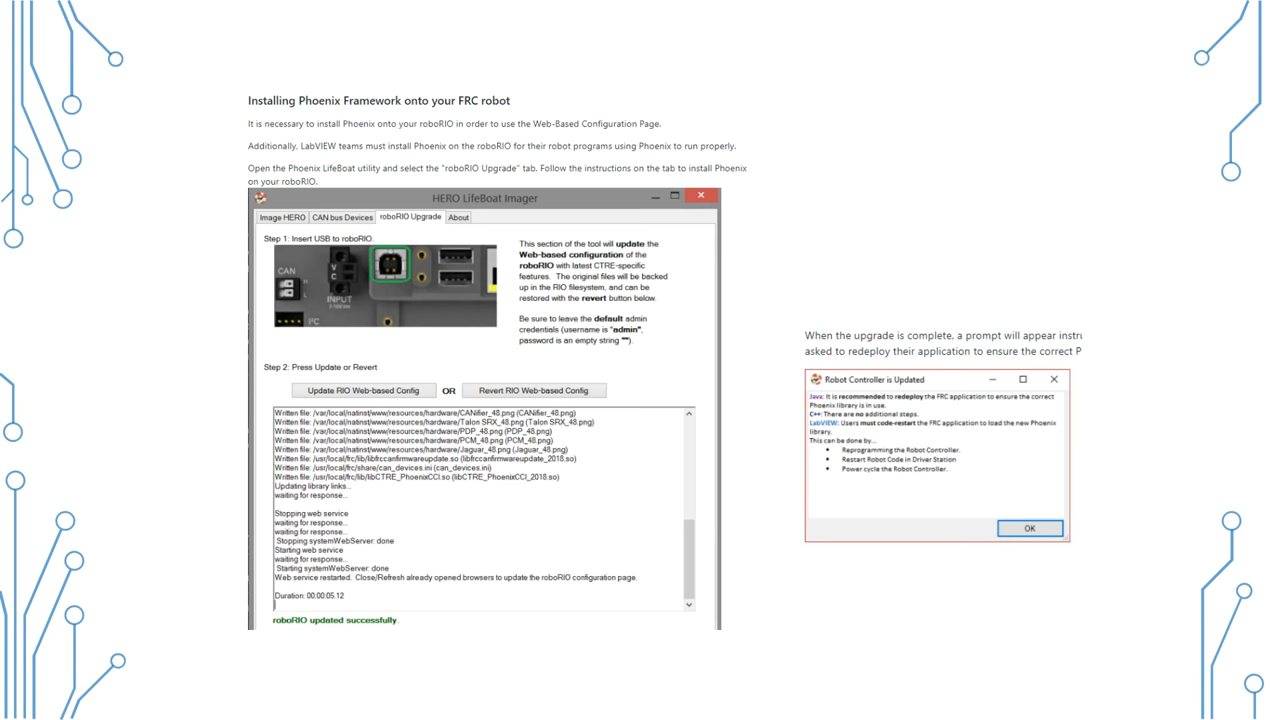 Installing Phoenix Framework onto your FRC robot
It is necessary to install Phoenix onto your roboRIO in order to use the Web-Based Configuration Page.
Additionally, LabVIEW teams must install Phoenix on the roboRIO for their robot programs using Phoenix to run properly.
Open the Phoenix LifeBoat utility and select the "roboRIO Upgrade" tab. Follow the instructions on the tab to install Phoenix
on your roboRIO.
HERO LifeBoat Imager
Image HERO CAN bus Devices roboRIO Upgrade About
Step 1: Insert USB to roboRIO.
CAN
H
L
V
C
INPUT
I²C
This section of the tool will update the
Web-based configuration of the
roboRIO with latest CTRE-specific
features. The original files will be backed
up in the RIO filesystem, and can be
restored with the revert button below.
Be sure to leave the default admin
credentials (username is "admin",
password is an empty string "").
Step 2: Press Update or Revert
Update RIO Web-based Config OR Revert RIO Web-based Config
Written file: /var/local/natinst/www/resources/hardware/CANifier_48.png (CANifier_48.png)
Written file: /var/local/natinst/www/resources/hardware/Talon SRX_48.png (Talon SRX_48.png)
Written file: /var/local/natinst/www/resources/hardware/PDP_48.png (PDP_48.png)
Written file: /var/local/natinst/www/resources/hardware/PCM_48.png (PCM_48.png)
Written file: /var/local/natinst/www/resources/hardware/Jaguar_48.png (Jaguar_48.png)
Written file: /usr/local/frc/lib/libfrccanfirmwareupdate.so (libfrccanfirmwareupdate_2018.so)
Written file: /usr/local/frc/share/can_devices.ini (can_devices.ini)
Written file: /usr/local/frc/lib/libCTRE_PhoenixCCI.so (libCTRE_PhoenixCCI_2018.so)
Updating library links...
waiting for response...
Stopping web service
waiting for response...
waiting for response...
Stopping systemWebServer: done
Starting web service
waiting for response...
Starting systemWebServer: done
Web service restarted. Close/Refresh already opened browsers to update the roboRIO configuration page.
Duration: 00:00:05.12
roboRIO updated successfully.
When the upgrade is complete, a prompt will appear instru
asked to redeploy their application to ensure the correct P
Robot Controller is Updated
Java: It is recommended to redeploy the FRC application to ensure the correct
Phoenix library is in use.
C++: There are no additional steps.
LabVIEW: Users must code-restart the FRC application to load the new Phoenix
library.
This can be done by...
• Reprogramming the Robot Controller.
• Restart Robot Code in Driver Station
• Power cycle the Robot Controller.
OK